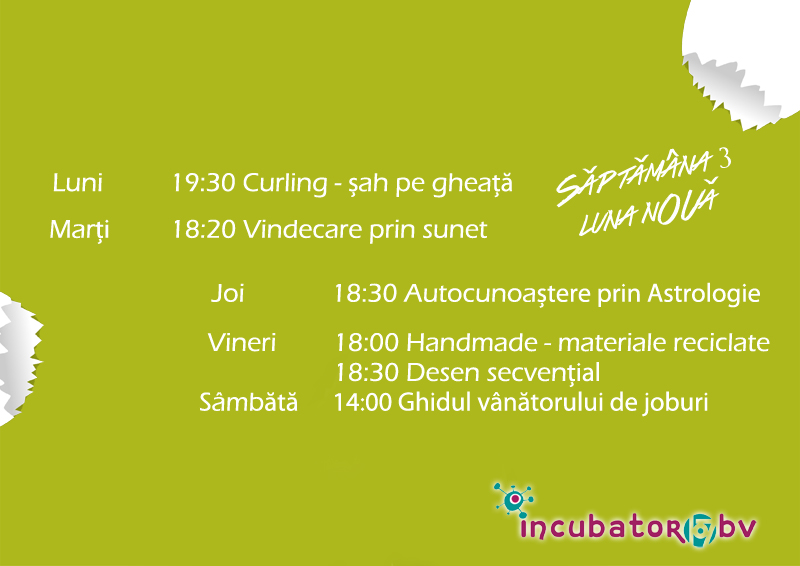 SĂPTĂMÂNA 3
LUNA NOUĂ
Luni 19:30 Curling - şah pe gheaţă
Marţi 18:20 Vindecare prin sunet
Joi 18:30 Autocunoaştere prin Astrologie
Vineri 18:00 Handmade - materiale reciclate
18:30 Desen secvenţial
Sâmbătă 14:00 Ghidul vânătorului de joburi
incubator107bv